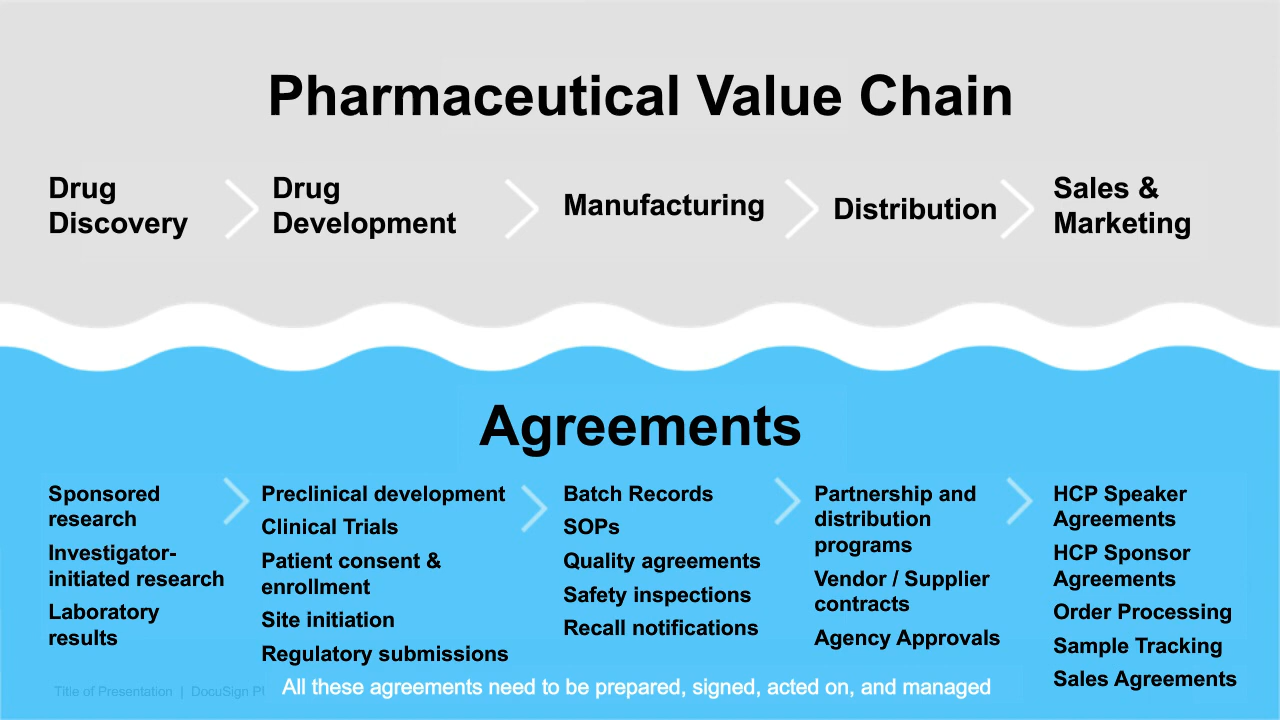 Pharmaceutical Value Chain
Drug
Discovery
Drug
Development
Manufacturing
Distribution
Sales &
Marketing
Agreements
Sponsored
research
Investigator-
initiated research
Laboratory
results
Preclinical development
Clinical Trials
Patient consent &
enrollment
Site initiation
Regulatory submissions
Batch Records
SOPs
Quality agreements
Safety inspections
Recall notifications
Partnership and
distribution
programs
Vendor / Supplier
contracts
Agency Approvals
HCP Speaker
Agreements
HCP Sponsor
Agreements
Order Processing
Sample Tracking
Sales Agreements
Title of Presentation | DocuSign
All these agreements need to be prepared, signed, acted on, and managed